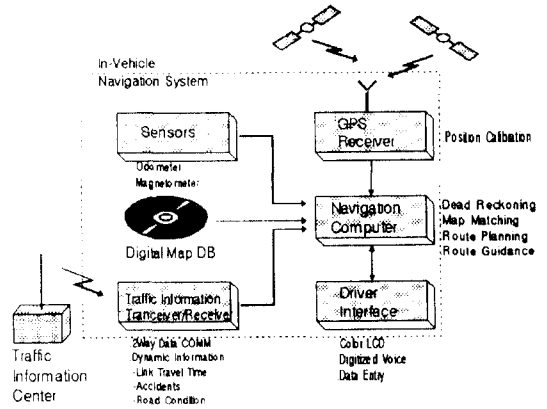 In-Vehicle
Navigation System
Sensors
Odometer
Magnetometer
GPS
Receiver
Position Calibration
Digital Map DB
Navigation
Computer
Dead Reckoning
Map Matching
Route Planning
Route Guidance
Traffic Information
Tranceiver/Receiver
2Way Data COMM
Dynamic Information
-Link Travel Time
-Accidents
-Road Condition
Driver
Interface
Color LCD
Digitized Voice
Data Entry
Traffic
Information
Center